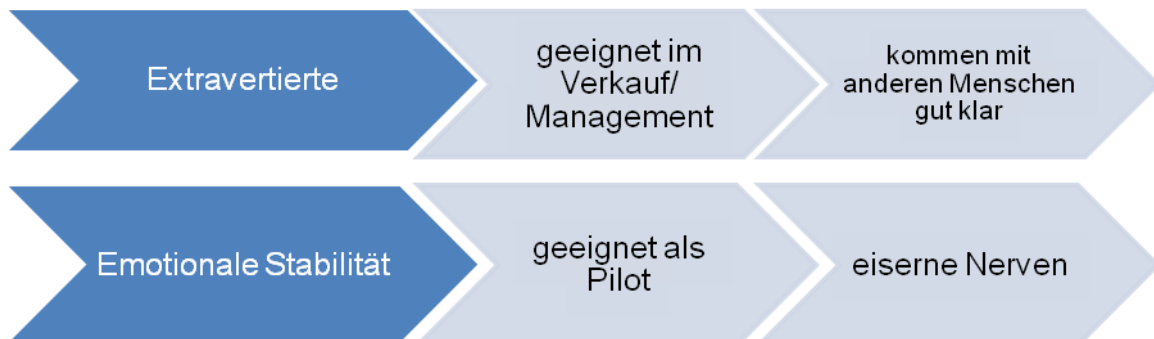 Extravertierte
geeignet im
Verkauf/
Management
kommen mit
anderen Menschen
gut klar
Emotionale Stabilität
geeignet als
Pilot
eiserne Nerven